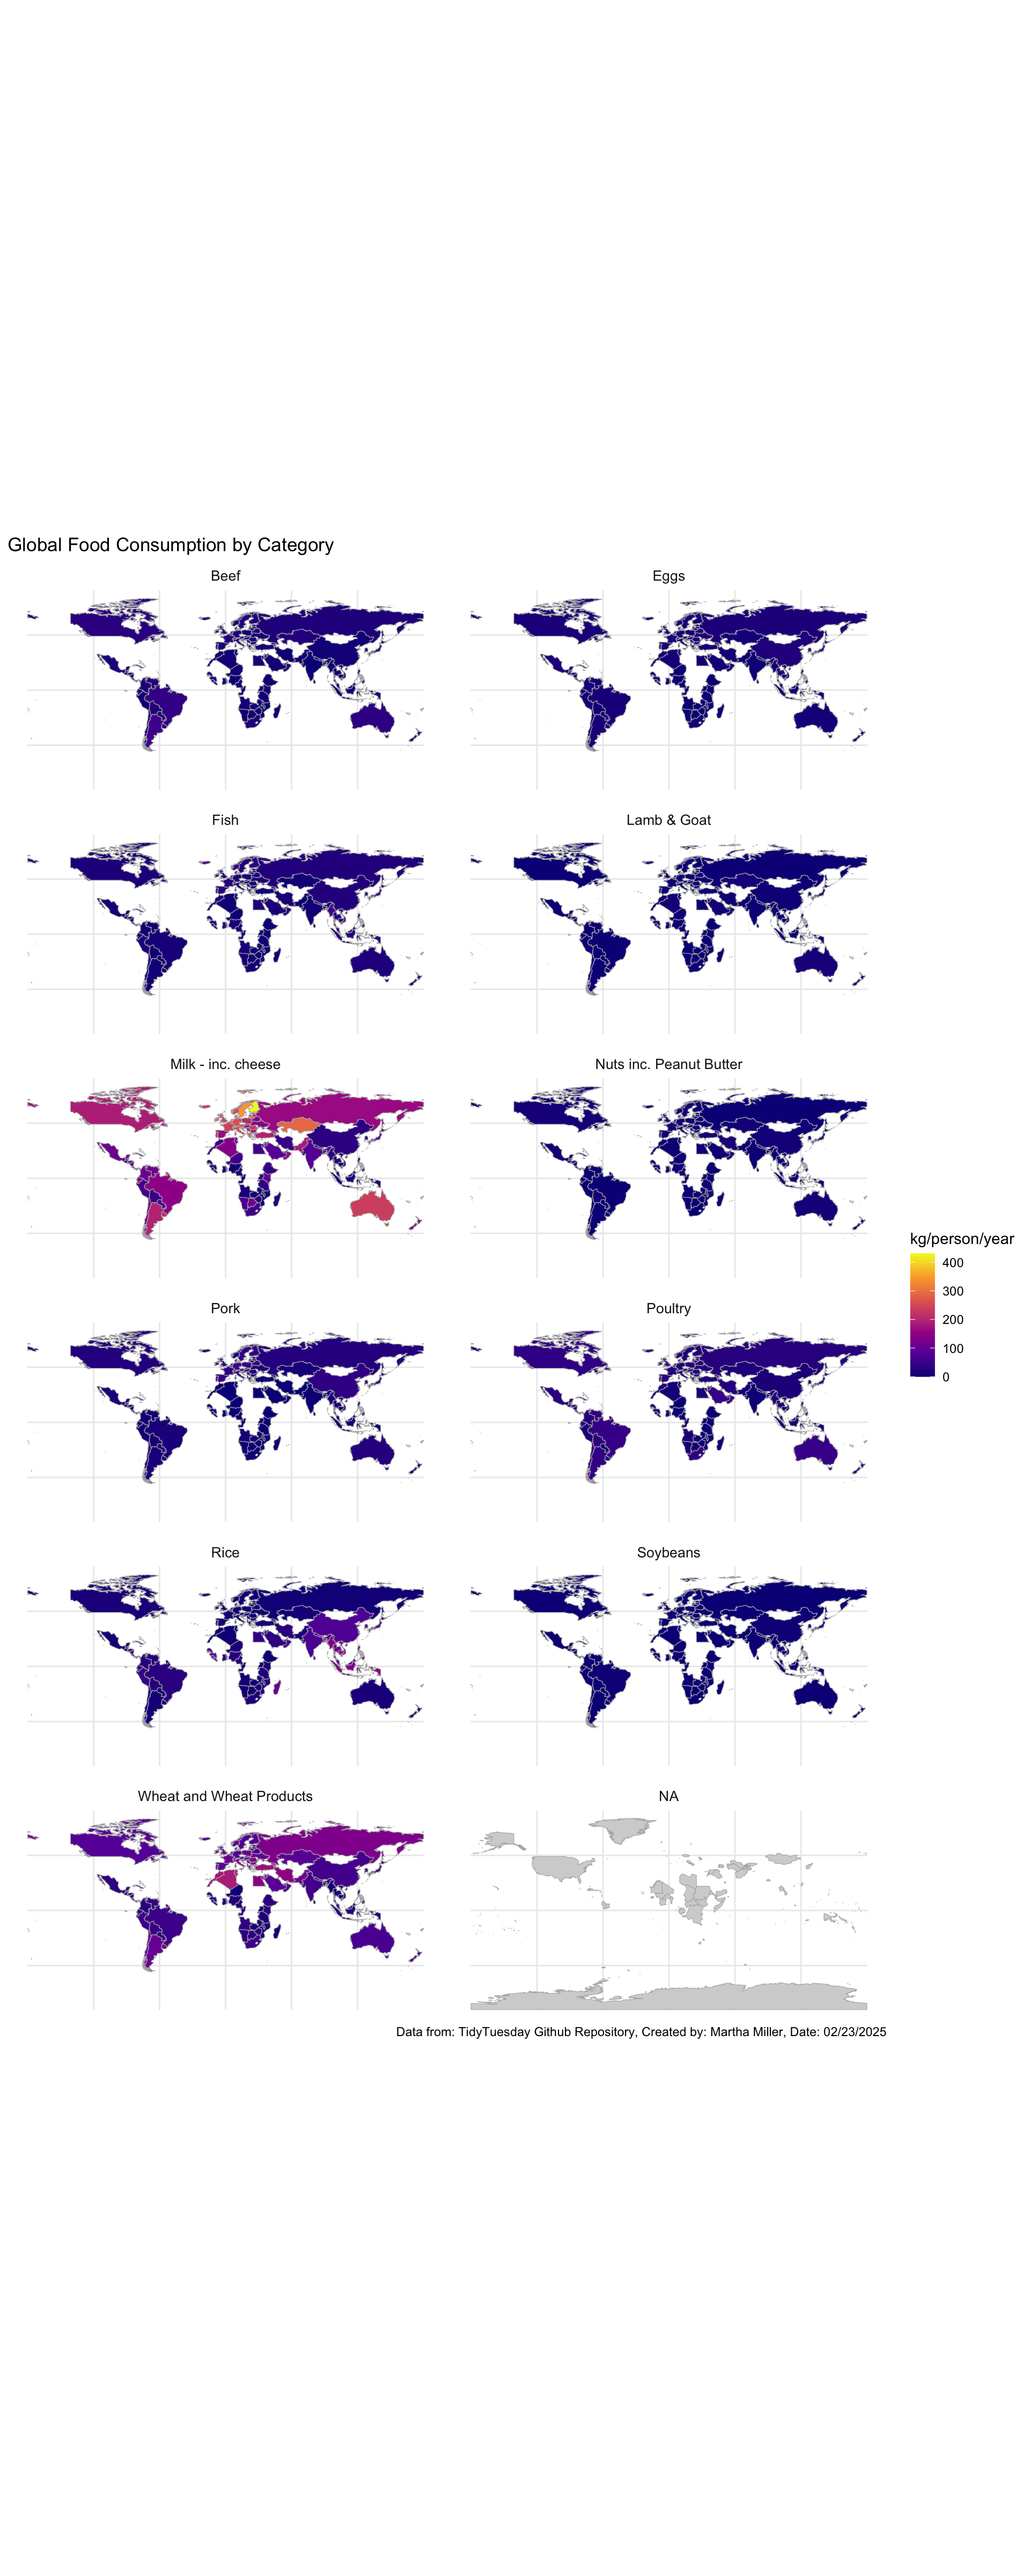 Global Food Consumption by Category
Beef
Eggs
Fish
Lamb & Goat
Milk - inc. cheese
Nuts inc. Peanut Butter
kg/person/year
400
300
200
100
0
Pork
Poultry
Rice
Soybeans
Wheat and Wheat Products
NA
Data from: TidyTuesday Github Repository, Created by: Martha Miller, Date: 02/23/2025